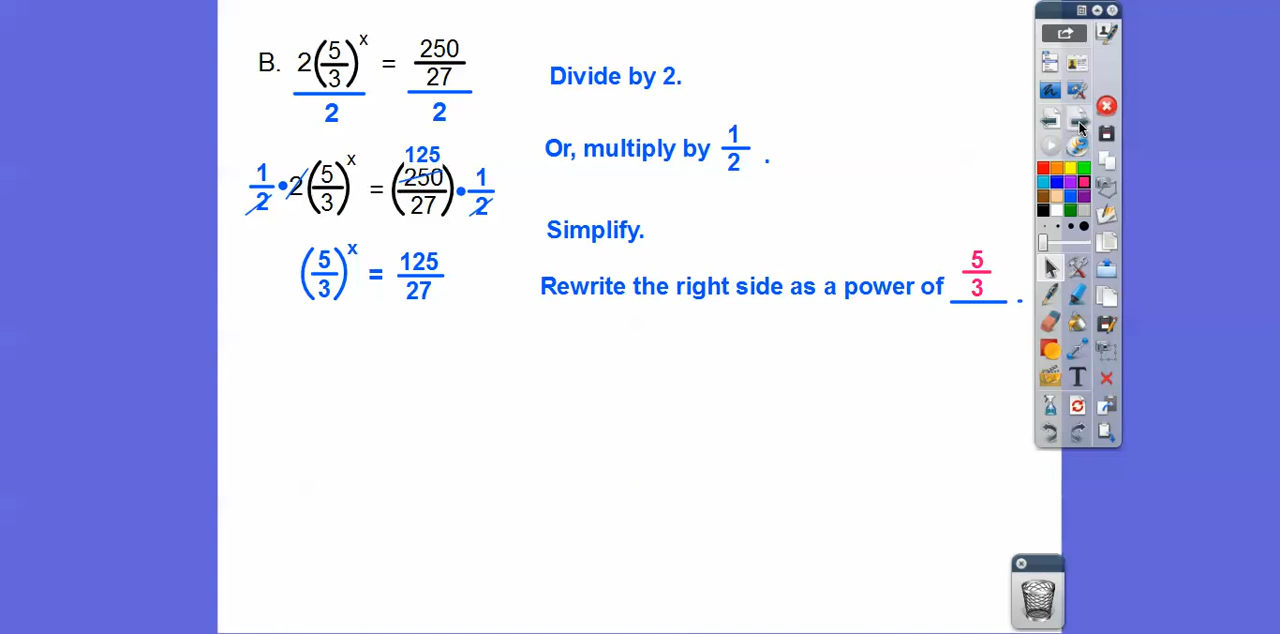 B. 2(5/3)^x = 250/27
2 2
Divide by 2.
1/2 • 2(5/3)^x = (250/27) • 1/2
125
Or, multiply by 1/2 .
Simplify.
(5/3)^x = 125/27
Rewrite the right side as a power of 5/3 .